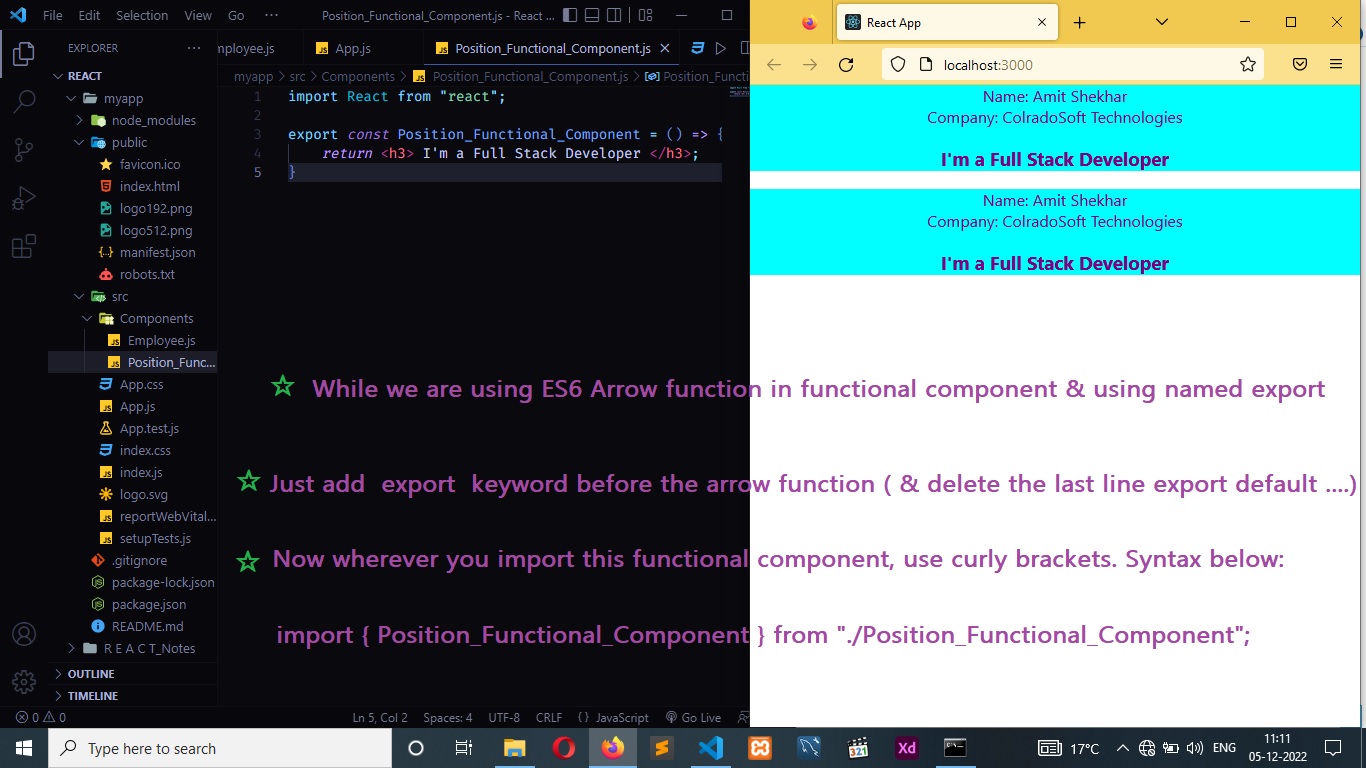 File Edit Selection View Go ··· Position_Functional_Component.js - React ...
EXPLORER ···
REACT
myapp
node_modules
public
favicon.ico
index.html
logo192.png
logo512.png
manifest.json
robots.txt
src
Components
Employee.js
Position_Func...
App.css
App.js
App.test.js
index.css
index.js
logo.svg
reportWebVital...
setupTests.js
.gitignore
package-lock.json
package.json
README.md
R E A C T_Notes
OUTLINE
TIMELINE
mployee.js App.js Position_Functional_Component.js
myapp > src > Components > Position_Functional_Component.js > Position_Functi
1 import React from "react";
2
3 export const Position_Functional_Component = () => {
4 return <h3> I'm a Full Stack Developer </h3>;
5 }
React App
localhost:3000
Name: Amit Shekhar
Company: ColradoSoft Technologies
I'm a Full Stack Developer
Name: Amit Shekhar
Company: ColradoSoft Technologies
I'm a Full Stack Developer
While we are using ES6 Arrow function in functional component & using named export
Just add export keyword before the arrow function ( & delete the last line export default ....)
Now wherever you import this functional component, use curly brackets. Syntax below:
import { Position_Functional_Component } from "./Position_Functional_Component";
0 0 Ln 5, Col 2 Spaces: 4 UTF-8 CRLF { } JavaScript Go Live
Type here to search
321
Xd
17°C ENG 11:11
05-12-2022